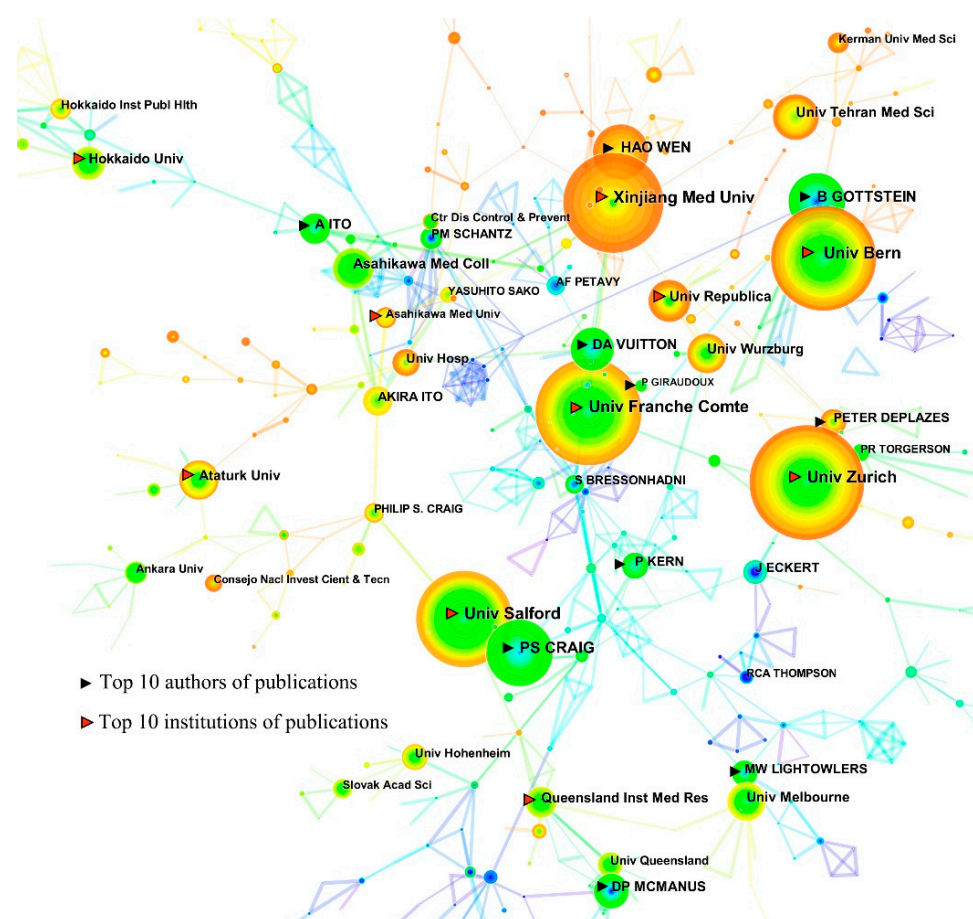 Kerman Univ Med Sci
Hokkaido Inst Publ Hlth
Univ Tehran Med Sci
HAO WEN
Hokkaido Univ
Xinjiang Med Univ
B GOTTSTEIN
Ctr Dis Control & Prevent
A ITO
PM SCHANTZ
Univ Bern
Asahikawa Med Coll
AF PETAVY
YASUHITO SAKO
Univ Republica
Asahikawa Med Univ
DA VUITTON
Univ Wurzburg
Univ Hosp
P GIRAUDOUX
AKIRA ITO
Univ Franche Comte
PETER DEPLAZES
PR TORGERSON
Ataturk Univ
Univ Zurich
S BRESSONHADNI
PHILIP S. CRAIG
P KERN
Ankara Univ
J ECKERT
Consejo Nacl Invest Cient & Tecn
Univ Salford
PS CRAIG
RCA THOMPSON
Top 10 authors of publications
Top 10 institutions of publications
Univ Hohenheim
MW LIGHTOWLERS
Slovak Acad Sci
Queensland Inst Med Res
Univ Melbourne
Univ Queensland
DP MCMANUS